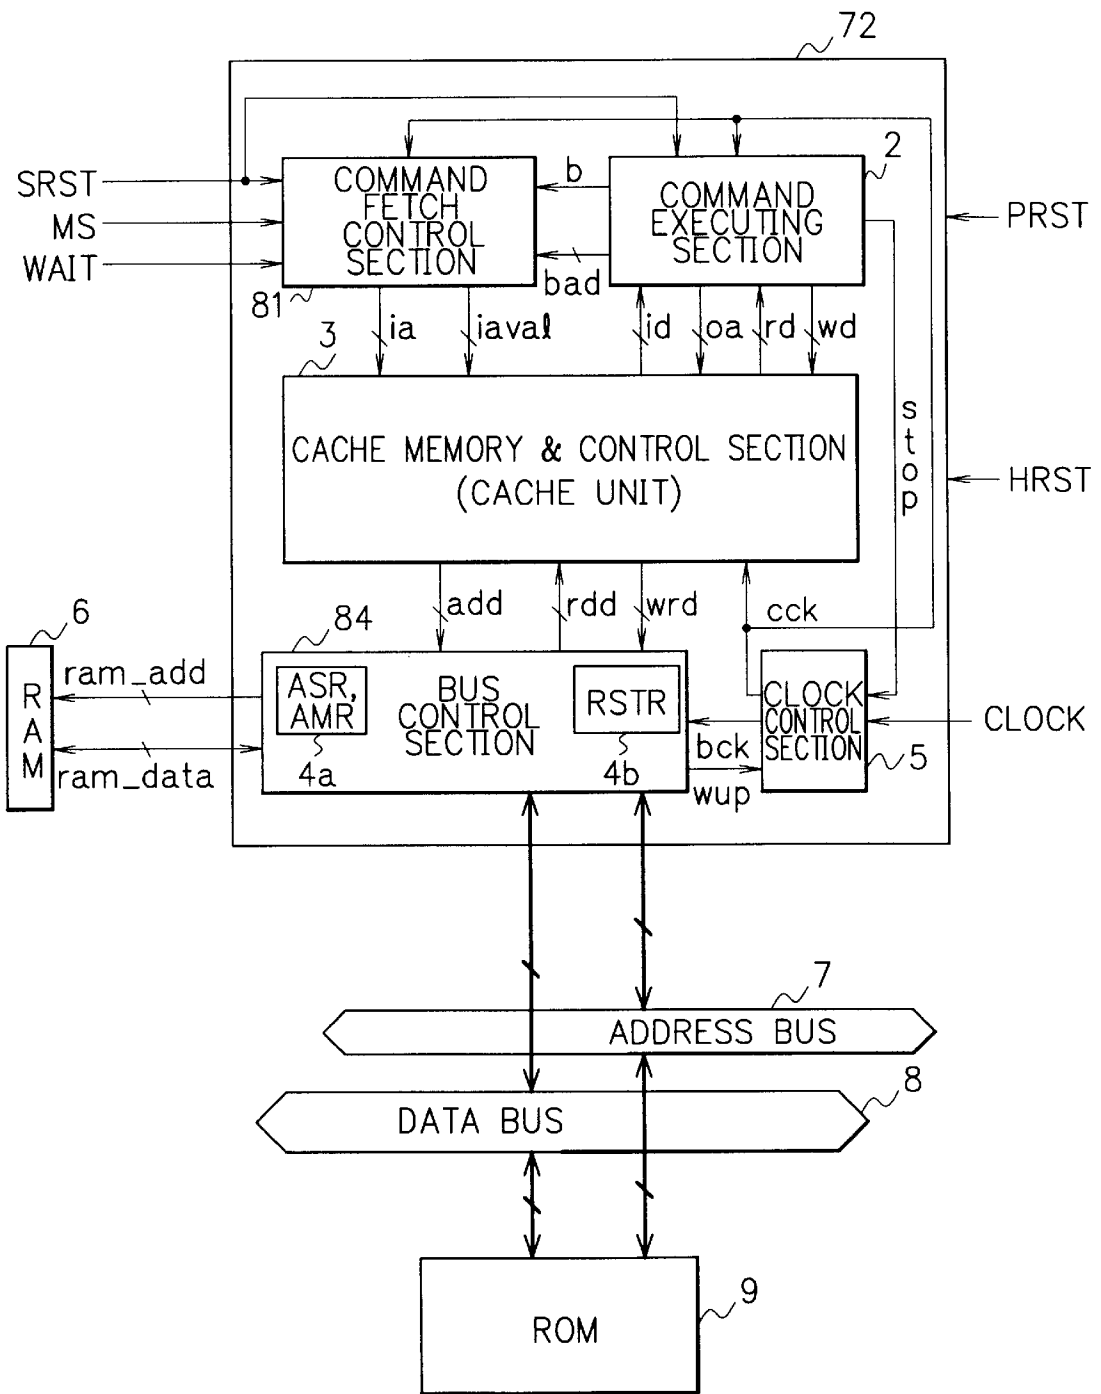 72
SRST
MS
WAIT
COMMAND
FETCH
CONTROL
SECTION
81
b
bad
COMMAND
EXECUTING
SECTION
2
PRST
ia
iaval
id
oa
rd
wd
3
CACHE MEMORY & CONTROL SECTION
(CACHE UNIT)
stop
HRST
add
rdd
wrd
cck
6
RAM
ram_add
ram_data
84
ASR,
AMR
4a
BUS
CONTROL
SECTION
RSTR
4b
bck
wup
CLOCK
CONTROL
SECTION
5
CLOCK
7
ADDRESS BUS
8
DATA BUS
9
ROM